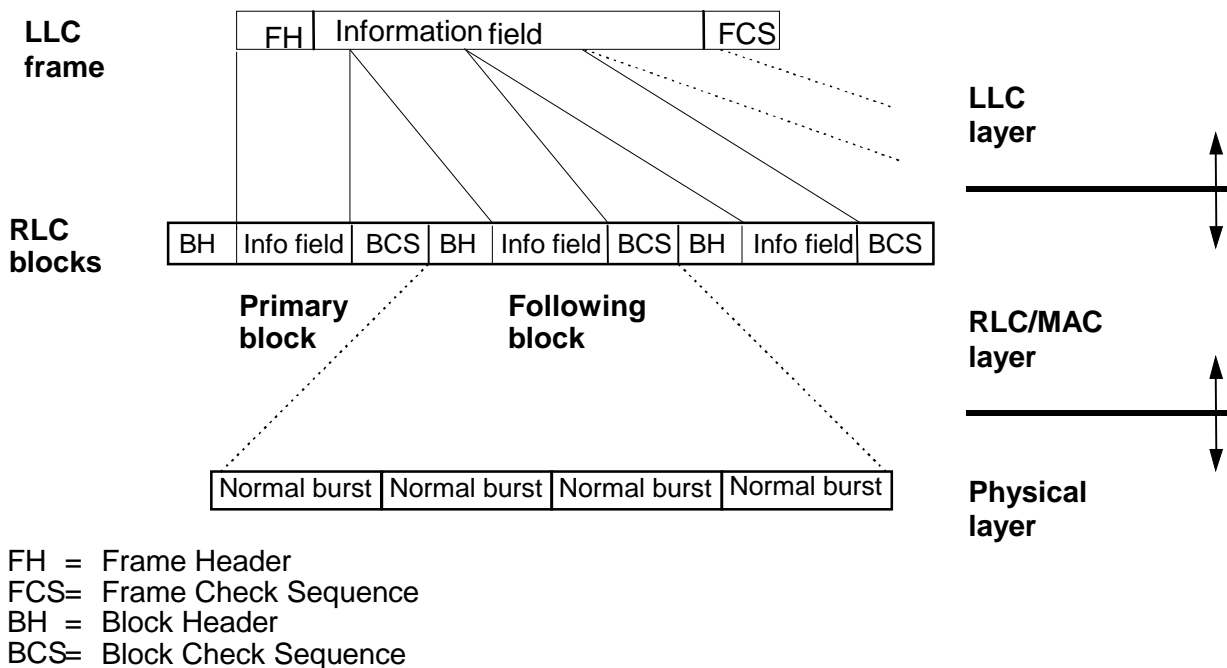 LLC
frame
FH Information field FCS
LLC
layer
RLC
blocks
BH Info field BCS BH Info field BCS BH Info field BCS
Primary
block
Following
block
RLC/MAC
layer
Normal burst Normal burst Normal burst Normal burst
Physical
layer
FH = Frame Header
FCS= Frame Check Sequence
BH = Block Header
BCS= Block Check Sequence